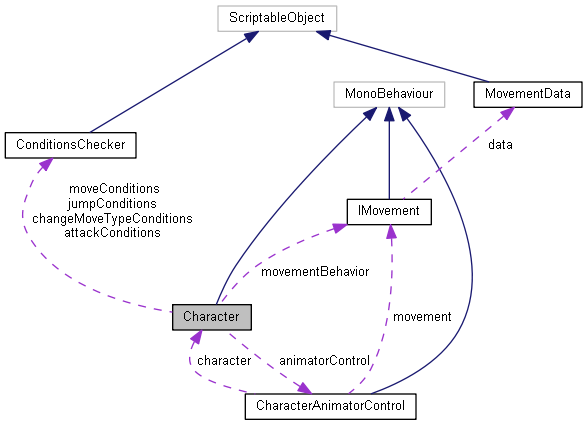 ScriptableObject
MonoBehaviour
MovementData
ConditionsChecker
data
moveConditions
jumpConditions
changeMoveTypeConditions
attackConditions
IMovement
movementBehavior
Character
movement
character
animatorControl
CharacterAnimatorControl